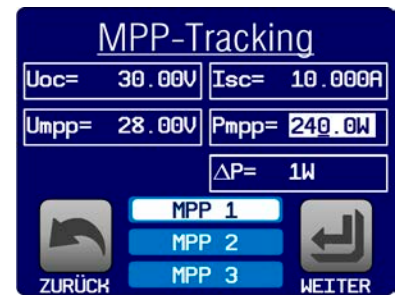 MPP-Tracking
Uoc= 30.00V Isc= 10.000A
Umpp= 28.00V Pmpp= 240.0W
∆P= 1W
MPP 1
MPP 2
MPP 3
ZURÜCK WEITER